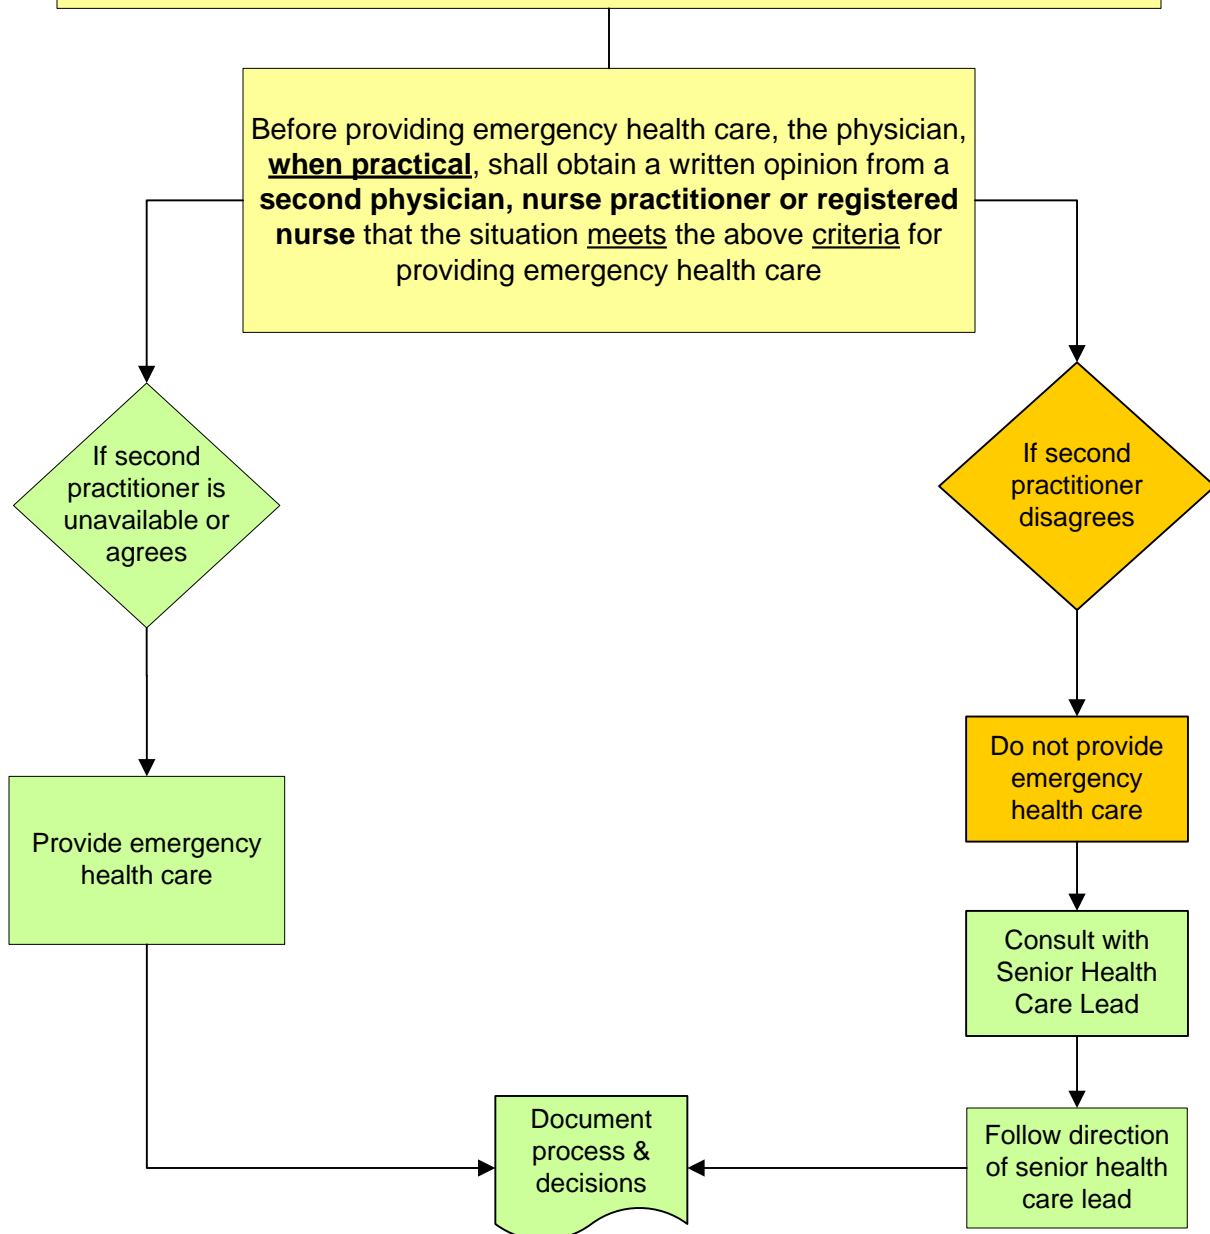 Before providing emergency health care, the physician,
when practical, shall obtain a written opinion from a
second physician, nurse practitioner or registered
nurse that the situation meets the above criteria for
providing emergency health care
If second
practitioner is
unavailable or
agrees
If second
practitioner
disagrees
Do not provide
emergency
health care
Provide emergency
health care
Consult with
Senior Health
Care Lead
Document
process &
decisions
Follow direction
of senior health
care lead